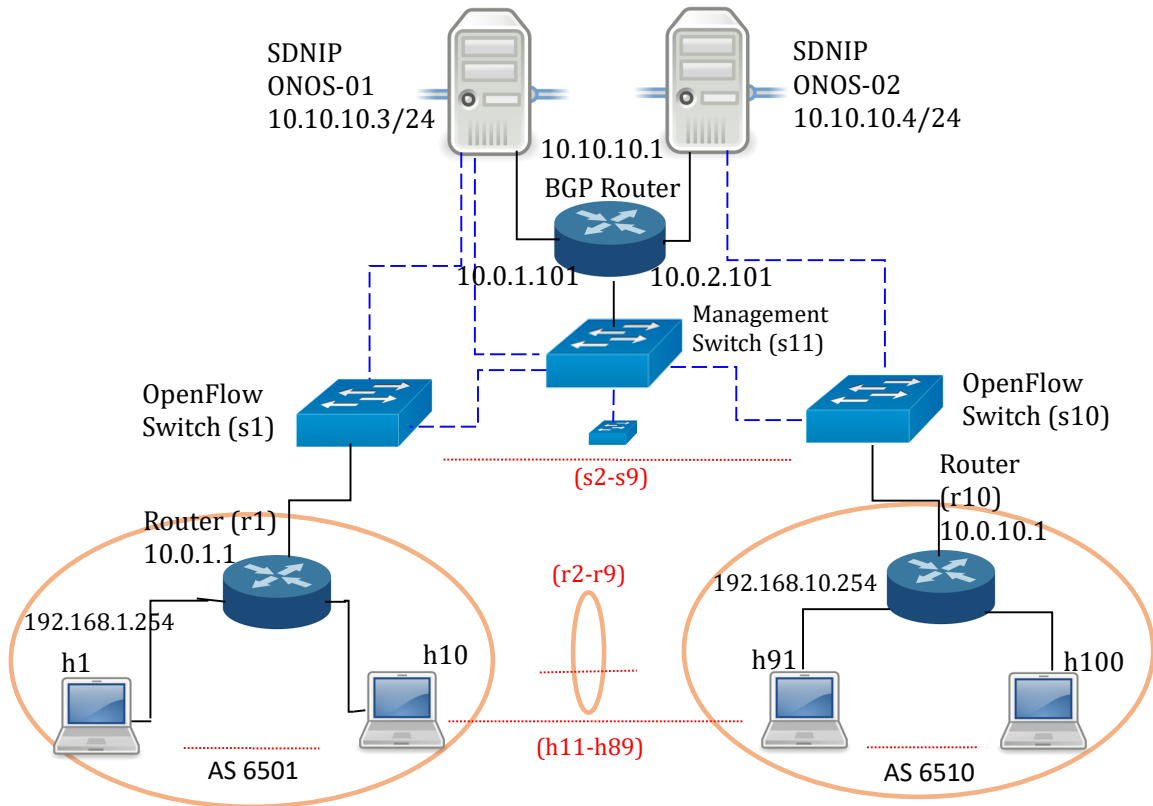 SDNIP
ONOS-01
10.10.10.3/24
SDNIP
ONOS-02
10.10.10.4/24
10.10.10.1
BGP Router
10.0.1.101
10.0.2.101
Management
Switch (s11)
OpenFlow
Switch (s1)
OpenFlow
Switch (s10)
(s2-s9)
Router (r1)
10.0.1.1
Router
(r10)
10.0.10.1
(r2-r9)
192.168.1.254
192.168.10.254
h1
h10
h91
h100
(h11-h89)
AS 6501
AS 6510